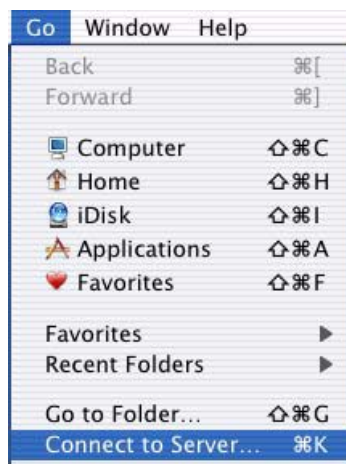 Go Window Help
Back ⌘[
Forward ⌘]
Computer ⇧⌘C
Home ⇧⌘H
iDisk ⇧⌘I
Applications ⇧⌘A
Favorites ⇧⌘F
Favorites ▶
Recent Folders ▶
Go to Folder... ⇧⌘G
Connect to Server... ⌘K